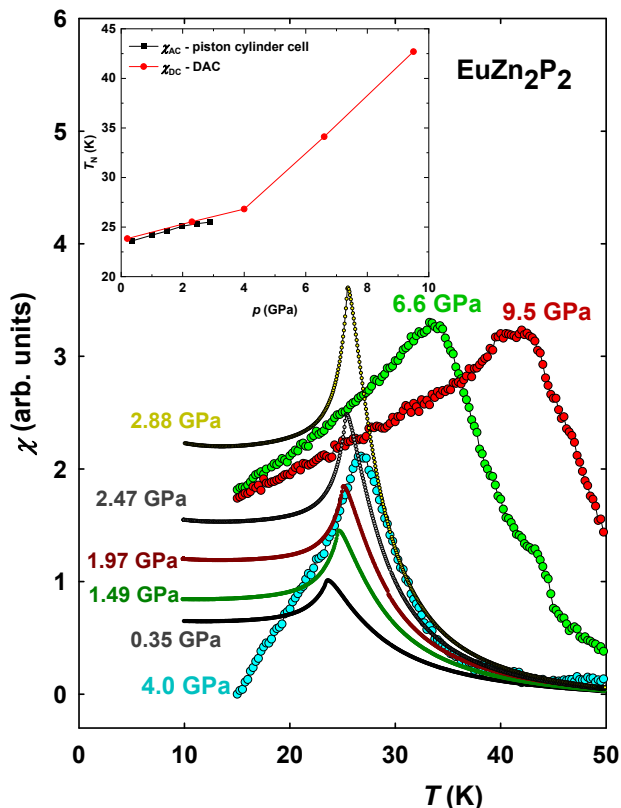 EuZn₂P₂
χAC - piston cylinder cell
χDC - DAC
45
40
35
30
25
20
TN (K)
0 2 4 6 8 10
p (GPa)
6
5
4
3
2
1
0
χ (arb. units)
6.6 GPa
9.5 GPa
2.88 GPa
2.47 GPa
1.97 GPa
1.49 GPa
0.35 GPa
4.0 GPa
0 10 20 30 40 50
T (K)